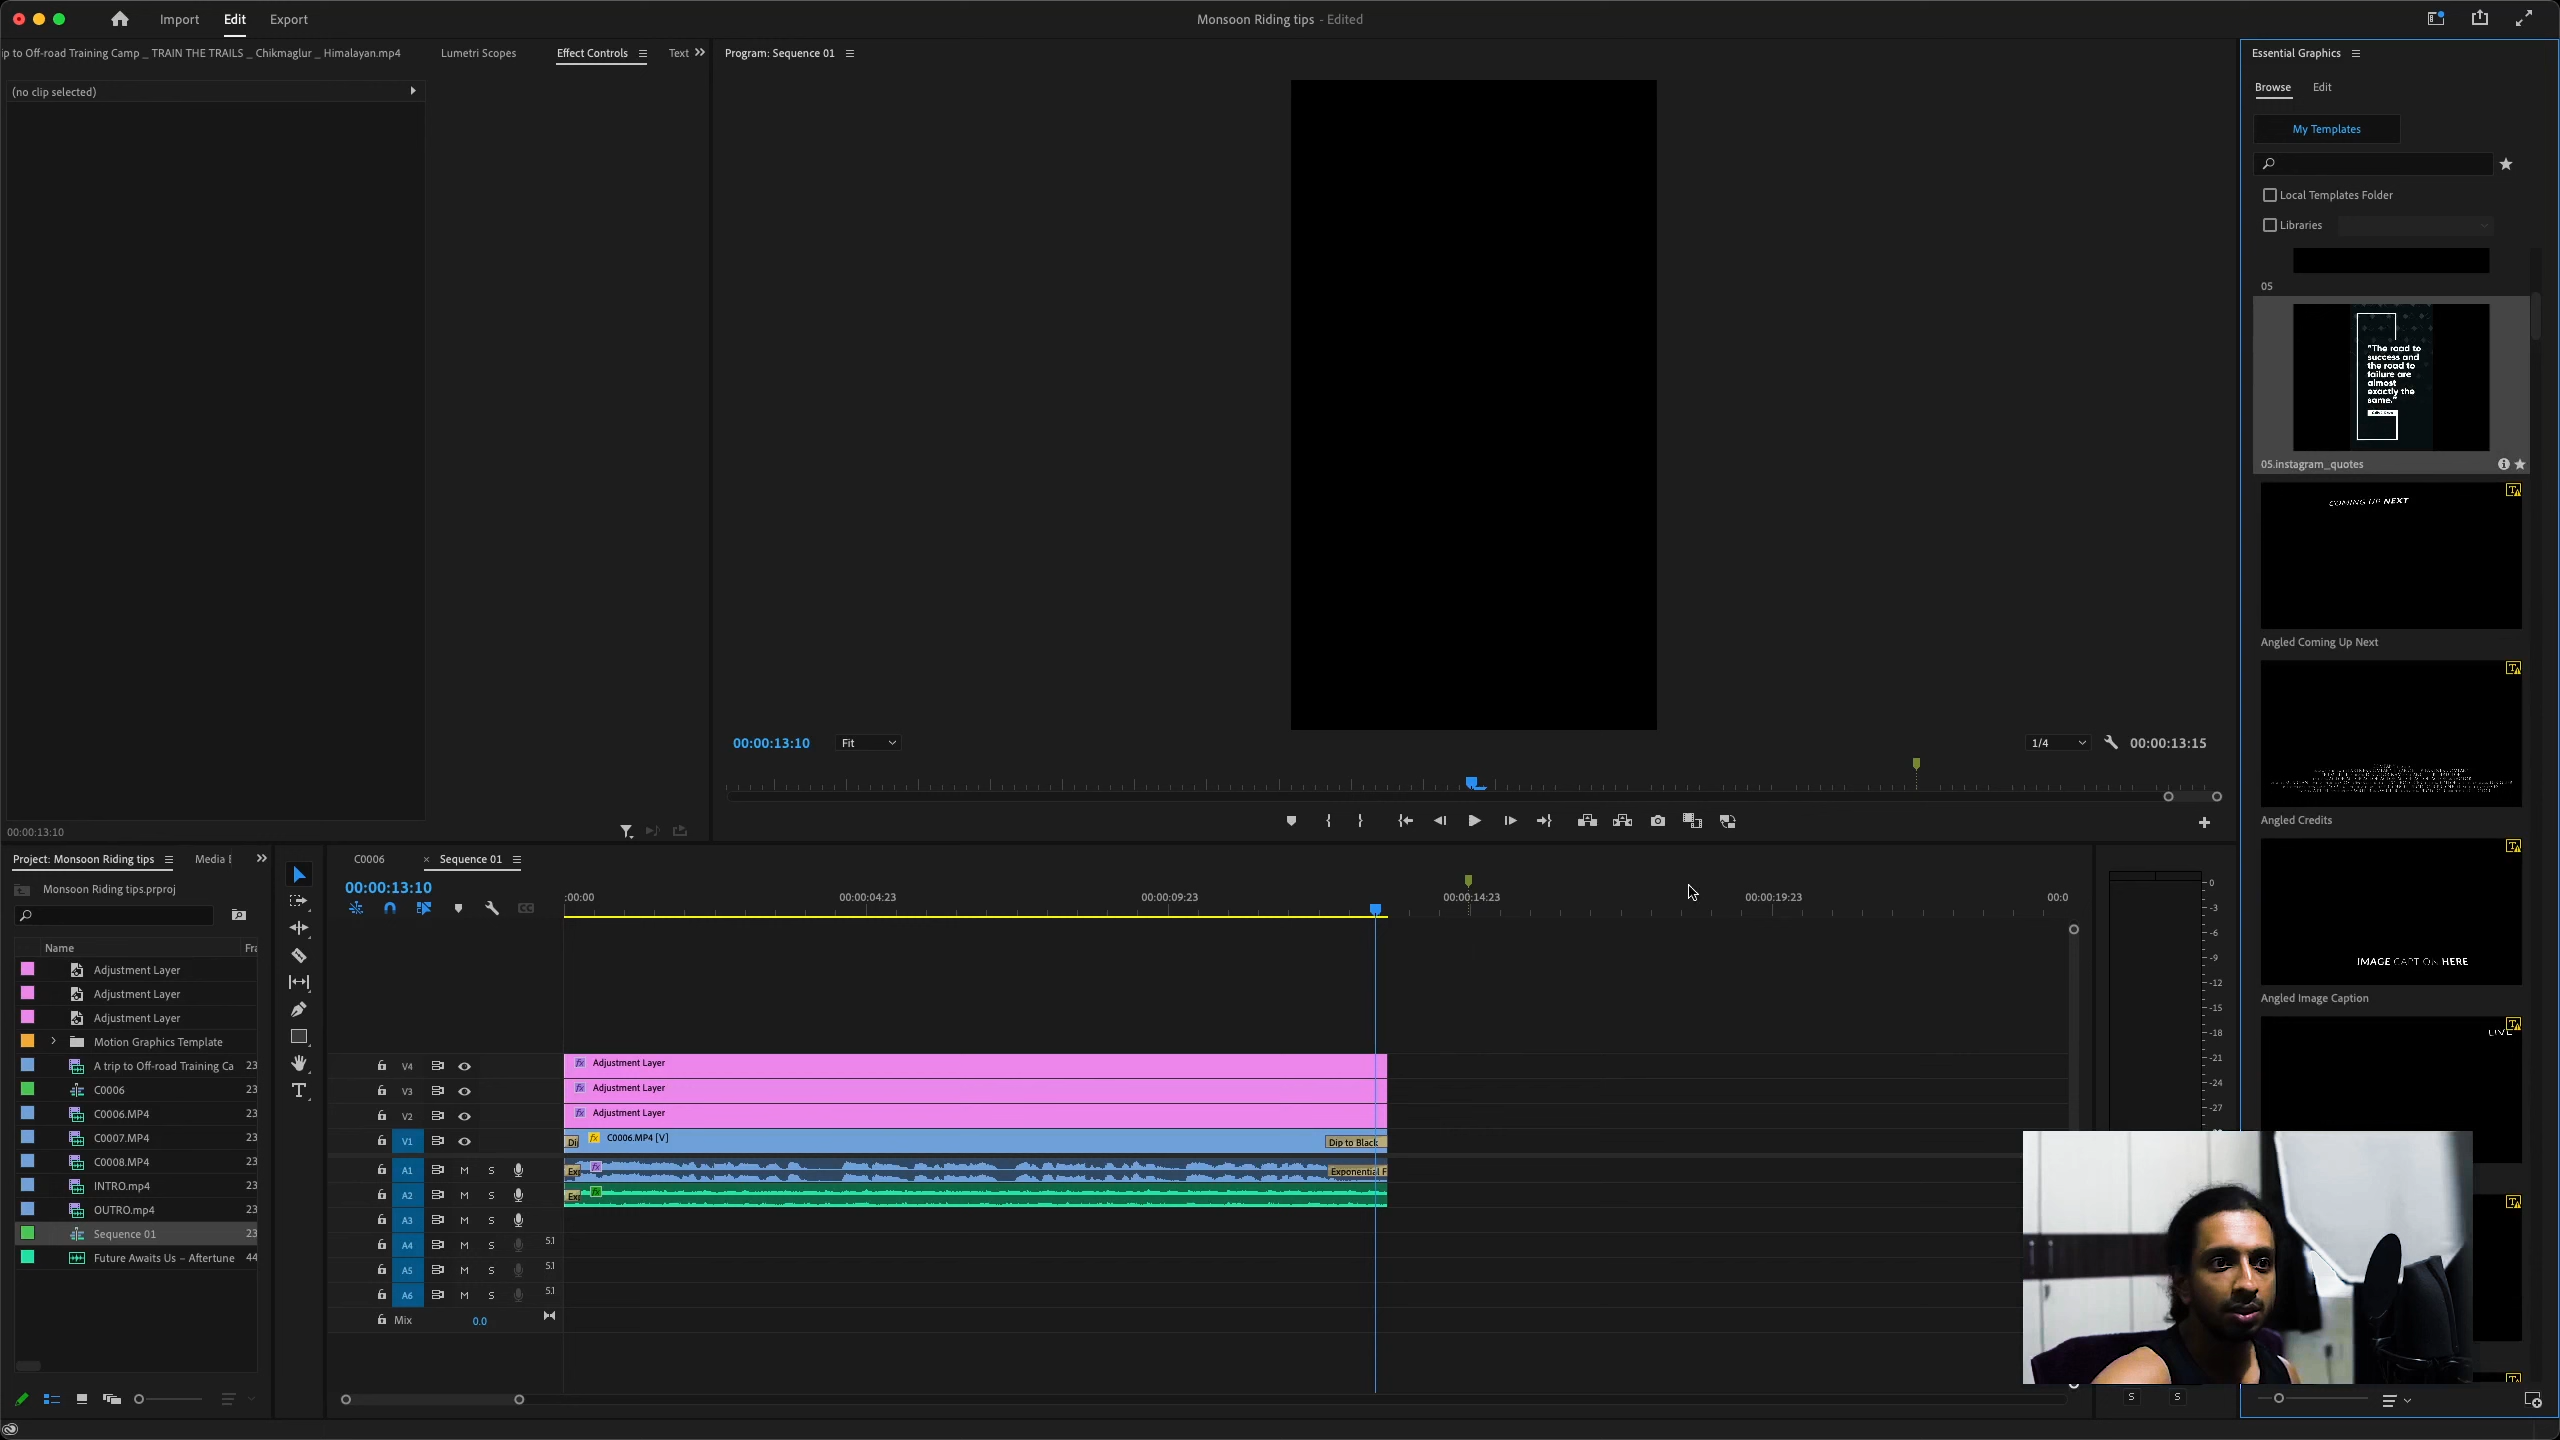 Import Edit Export
Monsoon Riding tips - Edited
ip to Off-road Training Camp _ TRAIN THE TRAILS _ Chikmaglur _ Himalayan.mp4 Lumetri Scopes Effect Controls Text
Program: Sequence 01
Essential Graphics
(no clip selected)
Browse Edit
My Templates
Local Templates Folder
Libraries
05
"The road to
success and
the road to
failure are
almost
exactly the
same."
05.instagram_quotes
COMING UP NEXT
Angled Coming Up Next
Angled Credits
IMAGE CAPTION HERE
Angled Image Caption
LIVE
00:00:13:10
00:00:13:10 Fit 1/4 00:00:13:15
Project: Monsoon Riding tips Media
Monsoon Riding tips.prproj
Name Fra
Adjustment Layer
Adjustment Layer
Adjustment Layer
Motion Graphics Template
A trip to Off-road Training Ca 23
C0006 23
C0006.MP4 23
C0007.MP4 23
C0008.MP4 23
INTRO.mp4 23
OUTRO.mp4 23
Sequence 01 23
Future Awaits Us – Aftertune 44
C0006 × Sequence 01
00:00:13:10
:00:00 00:00:04:23 00:00:09:23 00:00:14:23 00:00:19:23 00:0
V4 Adjustment Layer
V3 Adjustment Layer
V2 Adjustment Layer
V1 Di C0006.MP4 [V] Dip to Black
A1 M S Exp Exponential F
A2 M S Exp
A3 M S
A4 M S 5.1
A5 M S 5.1
A6 M S 5.1
Mix 0.0
0
-3
-6
-9
-12
-15
-18
-21
-24
-27
S S